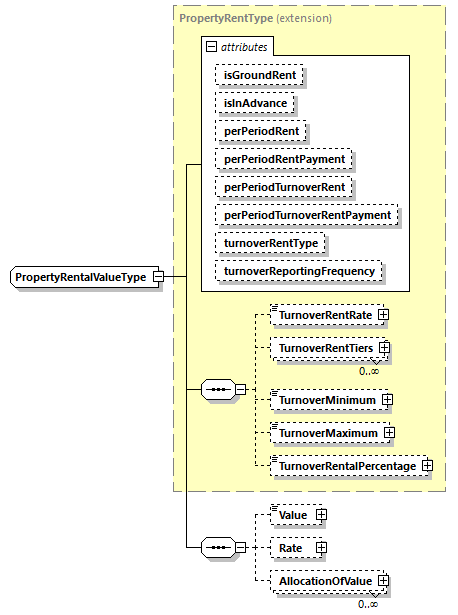 PropertyRentType (extension)
attributes
isGroundRent
isInAdvance
perPeriodRent
perPeriodRentPayment
perPeriodTurnoverRent
perPeriodTurnoverRentPayment
turnoverRentType
turnoverReportingFrequency
PropertyRentalValueType
TurnoverRentRate
TurnoverRentTiers
0..∞
TurnoverMinimum
TurnoverMaximum
TurnoverRentalPercentage
Value
Rate
AllocationOfValue
0..∞